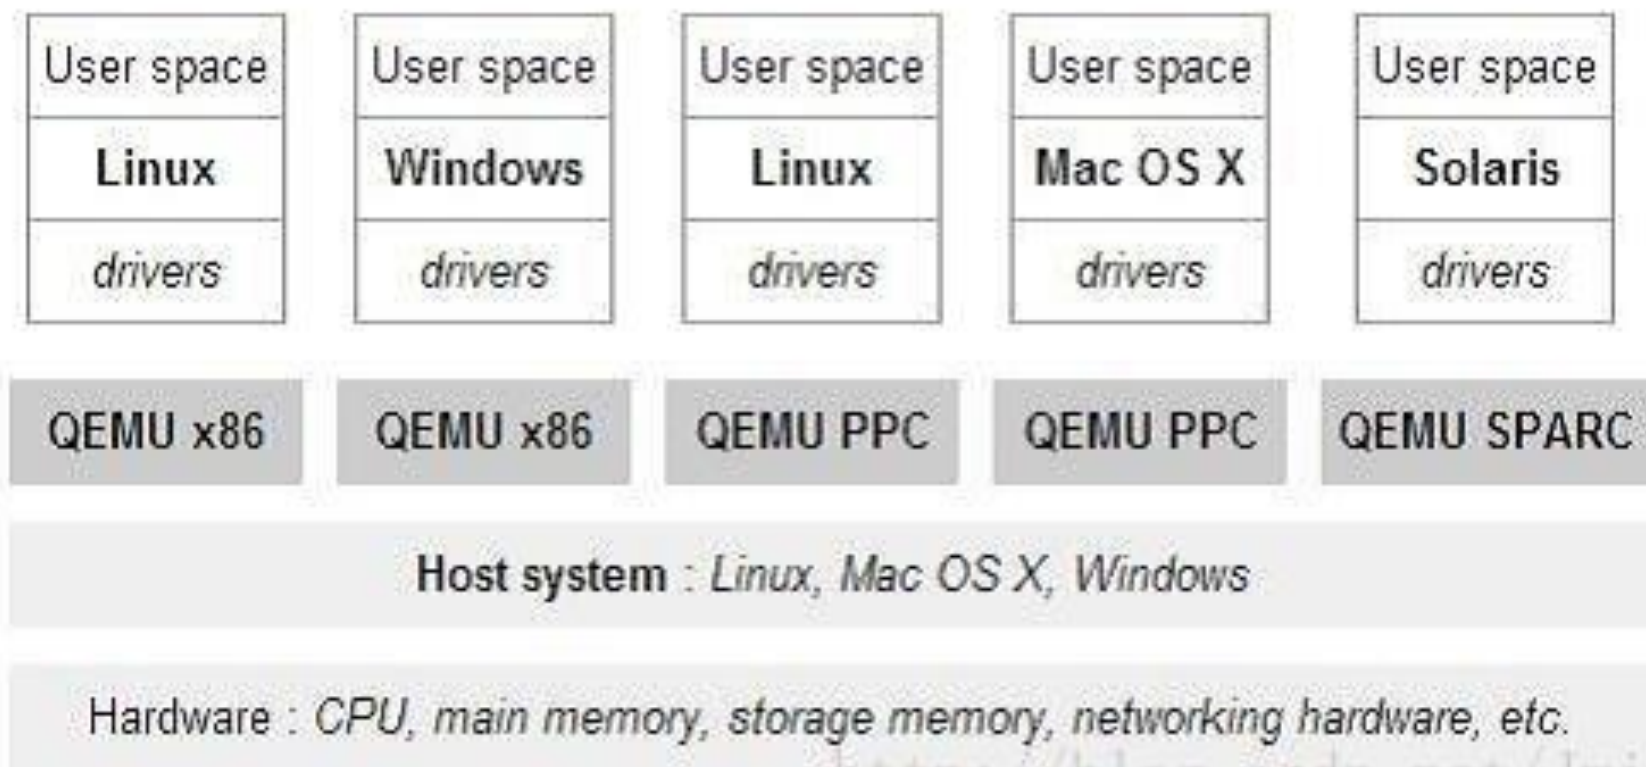 User space User space User space User space User space
Linux Windows Linux Mac OS X Solaris
drivers drivers drivers drivers drivers
QEMU x86 QEMU x86 QEMU PPC QEMU PPC QEMU SPARC
Host system : Linux, Mac OS X, Windows
Hardware : CPU, main memory, storage memory, networking hardware, etc.